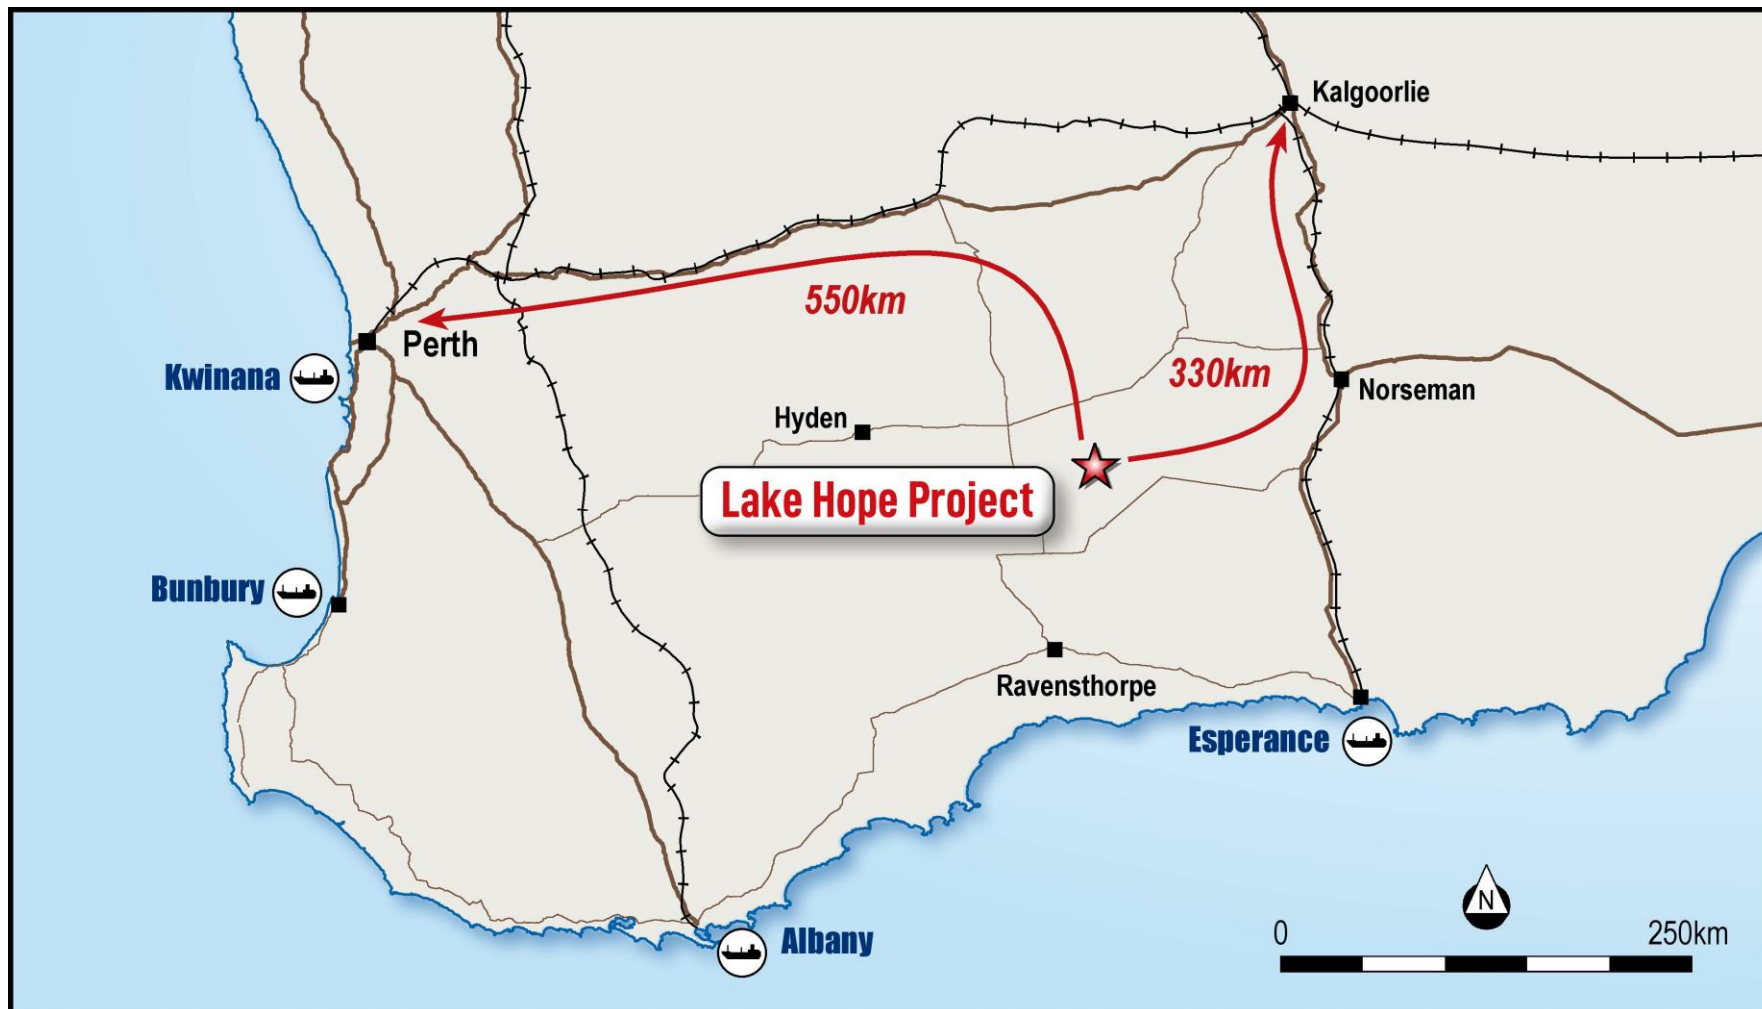 Kalgoorlie
550km
Perth
Kwinana
330km
Norseman
Hyden
Lake Hope Project
Bunbury
Ravensthorpe
Esperance
Albany
N
0
250km